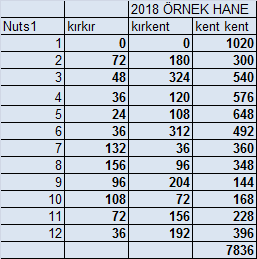 2018 ÖRNEK HANE
Nuts1 kırkır kırkent kent kent
1 0 0 1020
2 72 180 300
3 48 324 540
4 36 120 576
5 24 108 648
6 36 312 492
7 132 36 360
8 156 96 348
9 96 204 144
10 108 72 168
11 72 156 228
12 36 192 396
7836